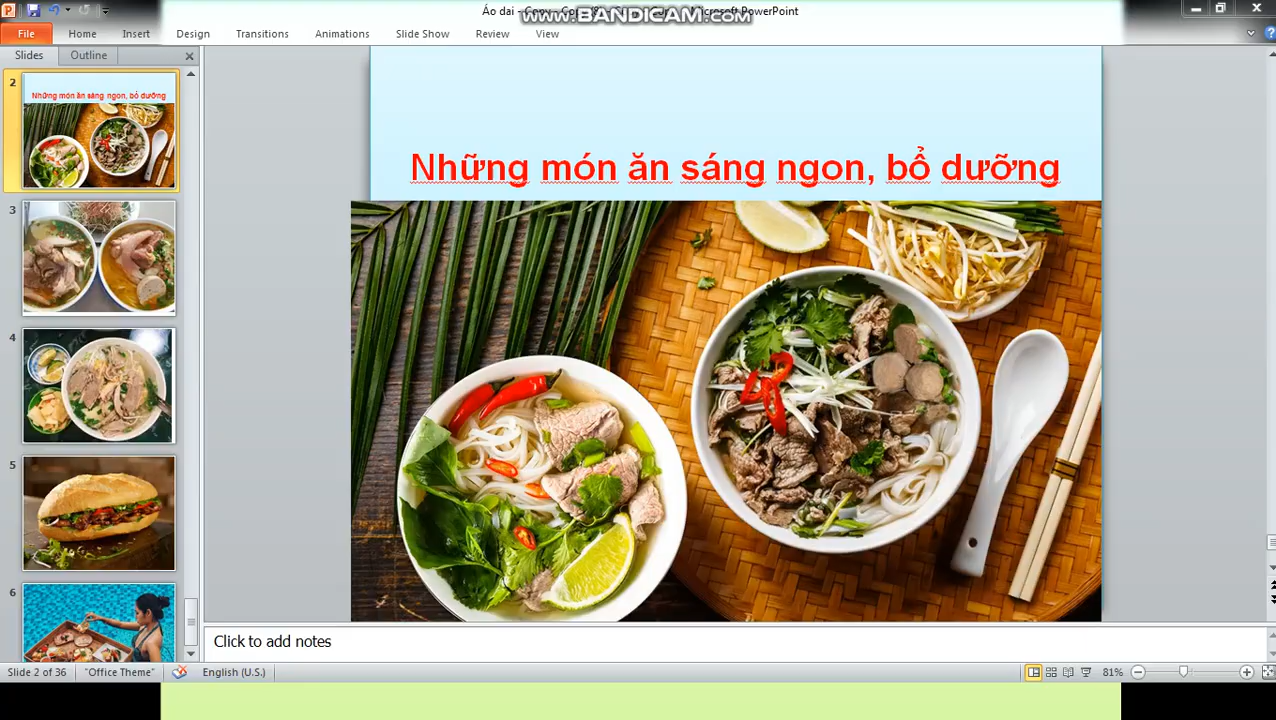 Áo dai - Copy - Cop
Microsoft PowerPoint
www.BANDICAM.com
File Home Insert Design Transitions Animations Slide Show Review View
Slides Outline
2
Những món ăn sáng ngon, bổ dưỡng
3
4
5
6
Những món ăn sáng ngon, bổ dưỡng
Click to add notes
Slide 2 of 36 "Office Theme" English (U.S.) 81%